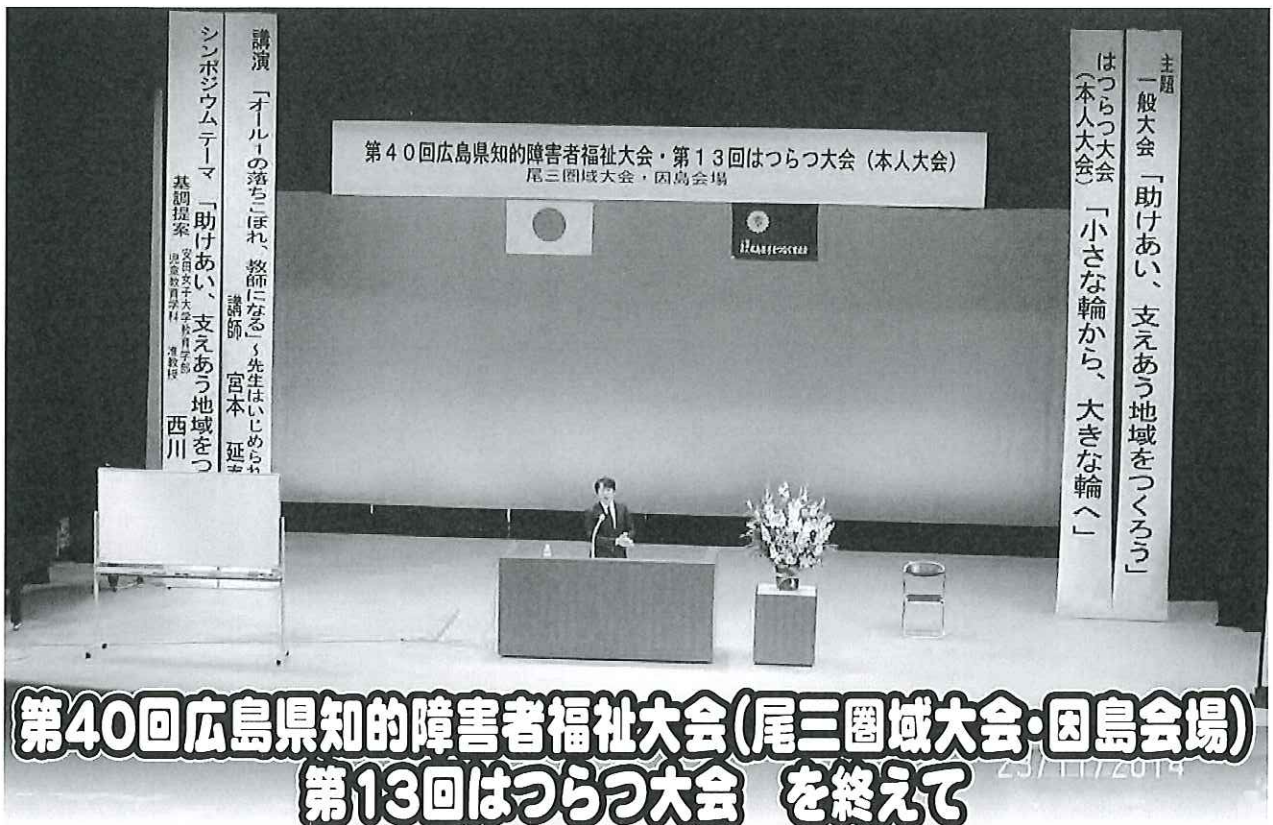 主題
一般大会「助けあい、支えあう地域をつくろう」
はつらつ大会
(本人大会)
「小さな輪から、大きな輪へ」
第40回広島県知的障害者福祉大会・第13回はつらつ大会(本人大会)
尾三圏域大会・因島会場
講演「オール1の落ちこぼれ、教師になる」~先生はいじめられ
講師 宮本 延
シンポジウムテーマ「助けあい、支えあう地域をつ
基調提案
安田女子大学教育学部
児童教育学科 准教授
西川
第40回広島県知的障害者福祉大会(尾三圏域大会・因島会場)
第13回はつらつ大会 を終えて
23/11/2014